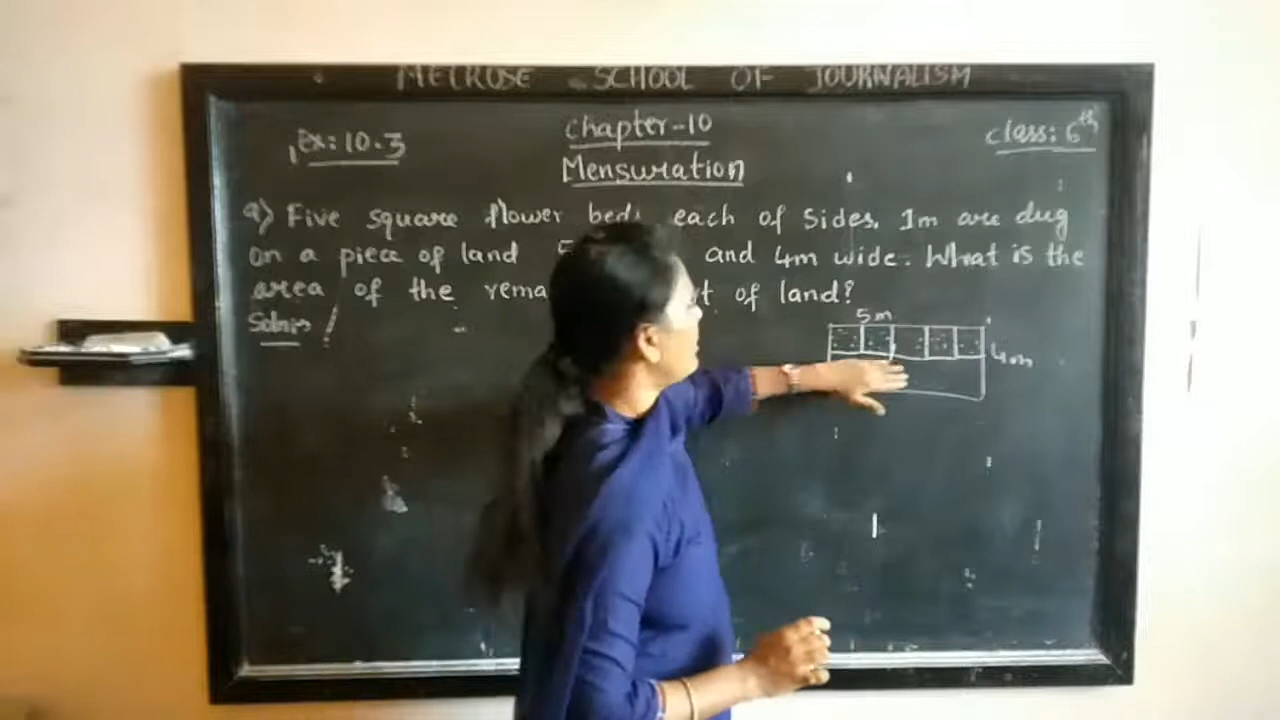 METROSE SCHOOL OF JOURNALISM
Ex: 10.3
Chapter-10
Class: 6th
Mensuration
9) Five square flower beds each of Sides. 1m are dug
on a piece of land and 4m wide. What is the
area of the of land?
Soln:
5m
4m